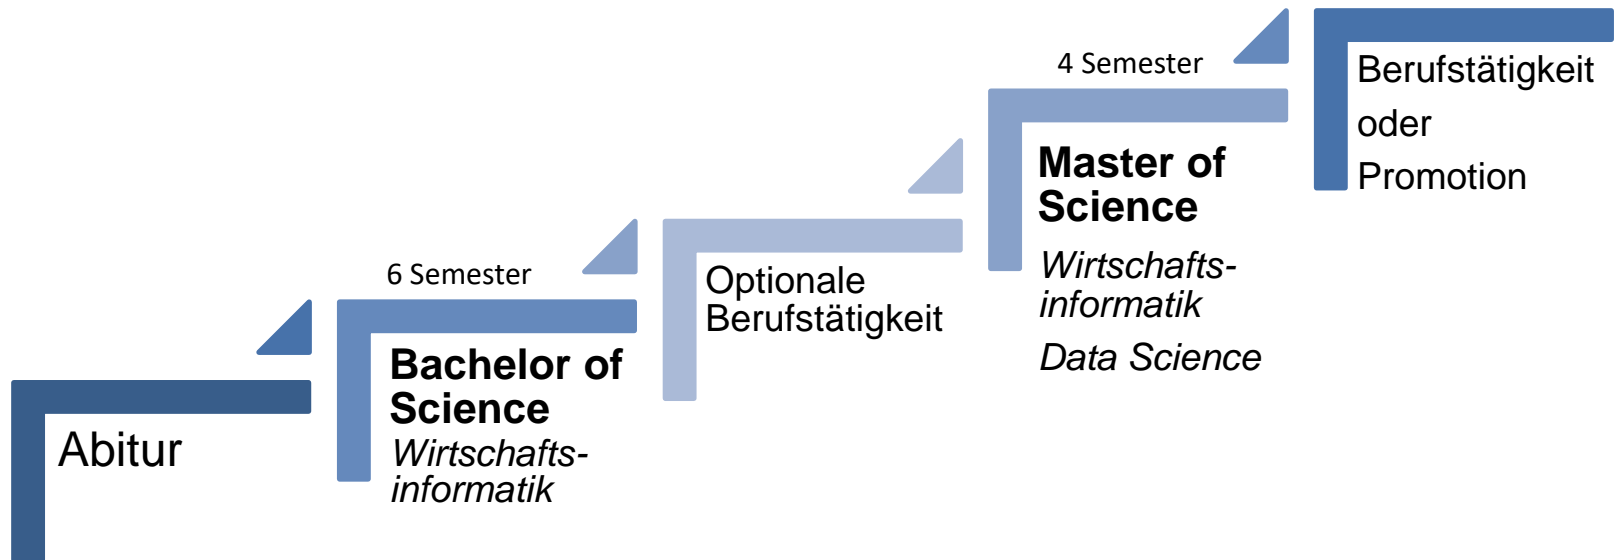 Abitur
6 Semester
Bachelor of
Science
Wirtschafts-
informatik
Optionale
Berufstätigkeit
4 Semester
Master of
Science
Wirtschafts-
informatik
Data Science
Berufstätigkeit
oder
Promotion